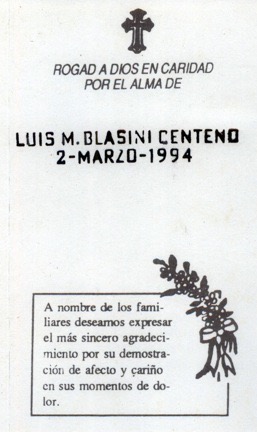 ROGAD A DIOS EN CARIDAD
POR EL ALMA DE
LUIS M. BLASINI CENTENO
2-MARZO-1994
A nombre de los fami-
liares deseamos expresar
el más sincero agradeci-
miento por su demostra-
ción de afecto y cariño
en sus momentos de do-
lor.